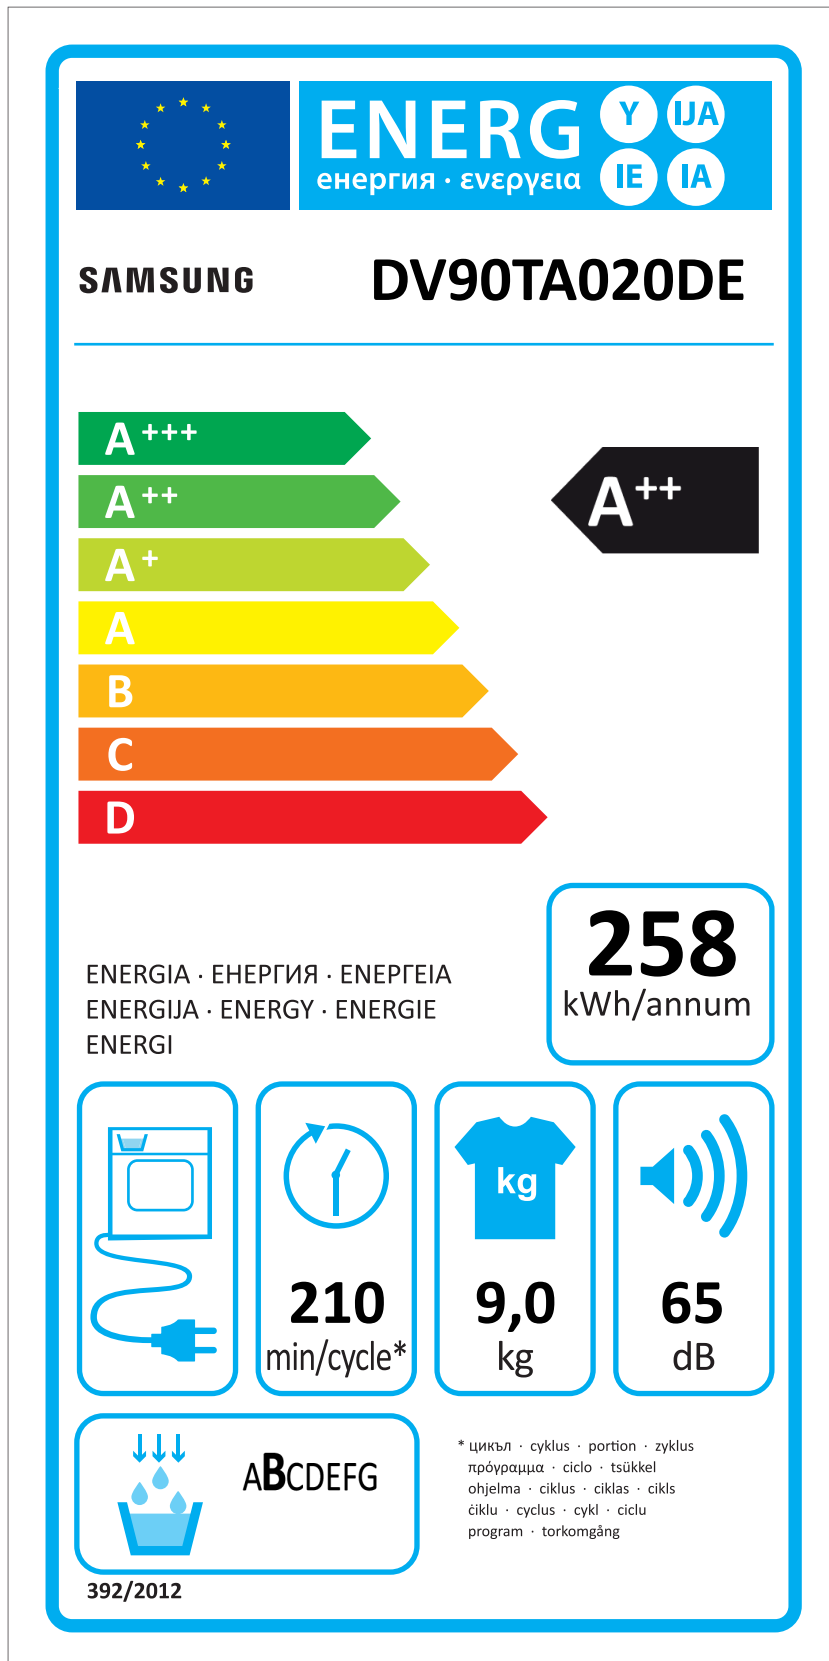 ENERG Y IJA
енергия · ενεργεια IE IA
SAMSUNG DV90TA020DE
A+++
A++
A++
A+
A
B
C
D
258
kWh/annum
ENERGIA · ЕНЕРГИЯ · ΕΝΕΡΓΕΙΑ
ENERGIJA · ENERGY · ENERGIE
ENERGI
kg
210
min/cycle*
9,0
kg
65
dB
ABCDEFG
* цикъл · cyklus · portion · zyklus
πρόγραμμα · ciclo · tsükkel
ohjelma · ciklus · ciklas · cikls
ċiklu · cyclus · cykl · ciclu
program · torkomgång
392/2012